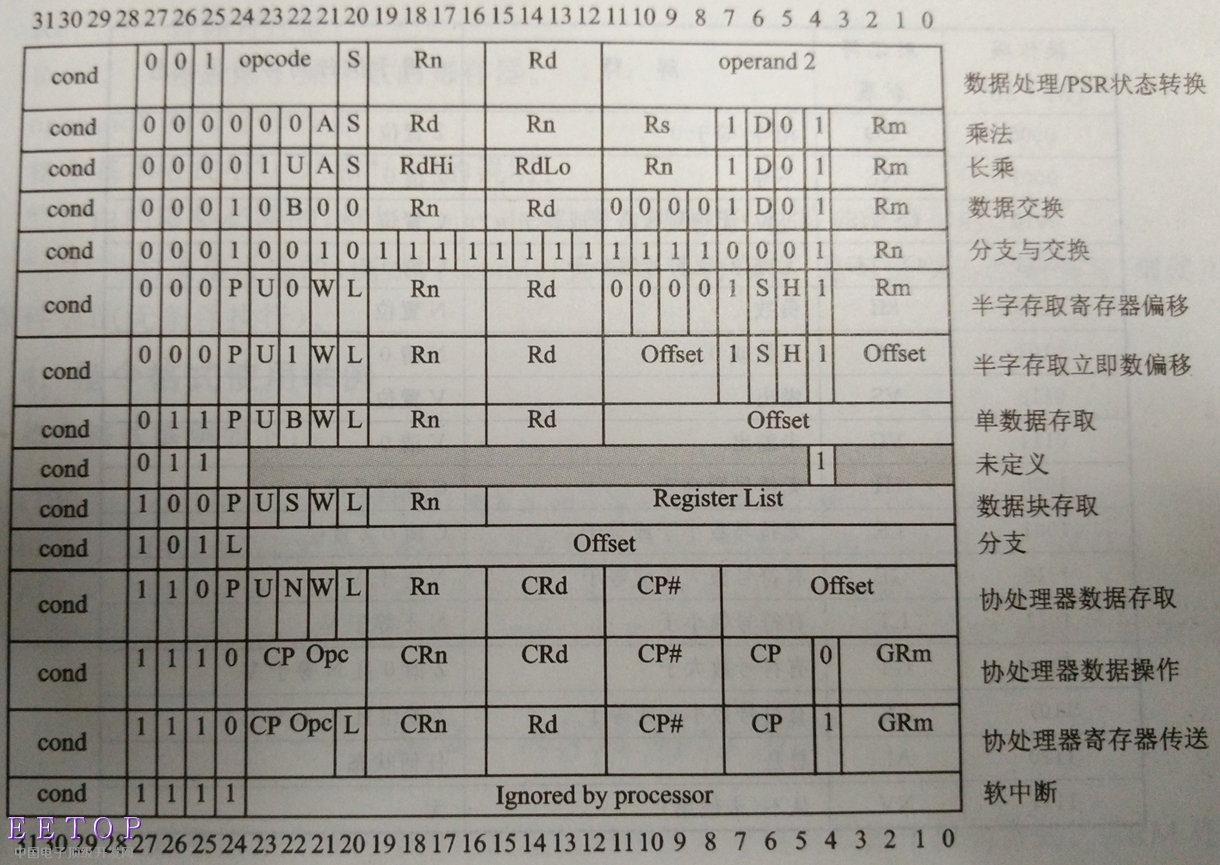 31 30 29 28 27 26 25 24 23 22 21 20 19 18 17 16 15 14 13 12 11 10 9 8 7 6 5 4 3 2 1 0
cond 0 0 1 opcode S Rn Rd operand 2 数据处理/PSR状态转换
cond 0 0 0 0 0 0 A S Rd Rn Rs 1 D 0 1 Rm 乘法
cond 0 0 0 0 1 U A S RdHi RdLo Rn 1 D 0 1 Rm 长乘
cond 0 0 0 1 0 B 0 0 Rn Rd 0 0 0 0 1 D 0 1 Rm 数据交换
cond 0 0 0 1 0 0 1 0 1 1 1 1 1 1 1 1 1 1 1 1 0 0 0 1 Rn 分支与交换
cond 0 0 0 P U 0 W L Rn Rd 0 0 0 0 1 S H 1 Rm 半字存取寄存器偏移
cond 0 0 0 P U 1 W L Rn Rd Offset 1 S H 1 Offset 半字存取立即数偏移
cond 0 1 1 P U B W L Rn Rd Offset 单数据存取
cond 0 1 1 1 未定义
cond 1 0 0 P U S W L Rn Register List 数据块存取
cond 1 0 1 L Offset 分支
cond 1 1 0 P U N W L Rn CRd CP# Offset 协处理器数据存取
cond 1 1 1 0 CP Opc CRn CRd CP# CP 0 GRm 协处理器数据操作
cond 1 1 1 0 CP Opc L CRn Rd CP# CP 1 GRm 协处理器寄存器传送
cond 1 1 1 1 Ignored by processor 软中断
EETOP
31 30 29 28 27 26 25 24 23 22 21 20 19 18 17 16 15 14 13 12 11 10 9 8 7 6 5 4 3 2 1 0
中国电子顶级开发网